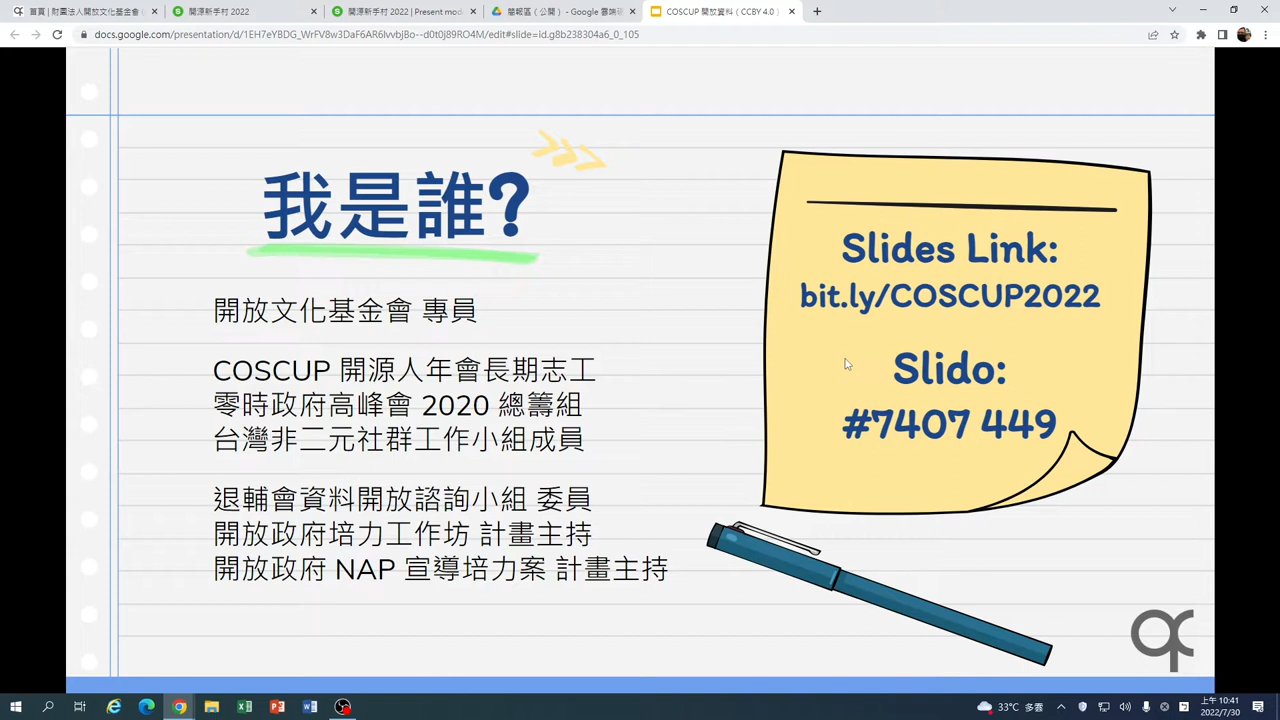 首頁 | 財團法人開放文化基金會 (
開源新手村 2022
開源新手村 2022 | Present mod
簡報區（公開） - Google 雲端硬
COSCUP 開放資料（CCBY 4.0）
docs.google.com/presentation/d/1EH7eYBDG_WrFV8w3DaF6AR6lvvbjBo--d0t0j89RO4M/edit#slide=id.g8b238304a6_0_105
我是誰?
開放文化基金會 專員
COSCUP 開源人年會長期志工
零時政府高峰會 2020 總籌組
台灣非二元社群工作小組成員
退輔會資料開放諮詢小組 委員
開放政府培力工作坊 計畫主持
開放政府 NAP 宣導培力案 計畫主持
Slides Link:
bit.ly/COSCUP2022
Slido:
#7407 449
33°C 多雲
上午 10:41
2022/7/30